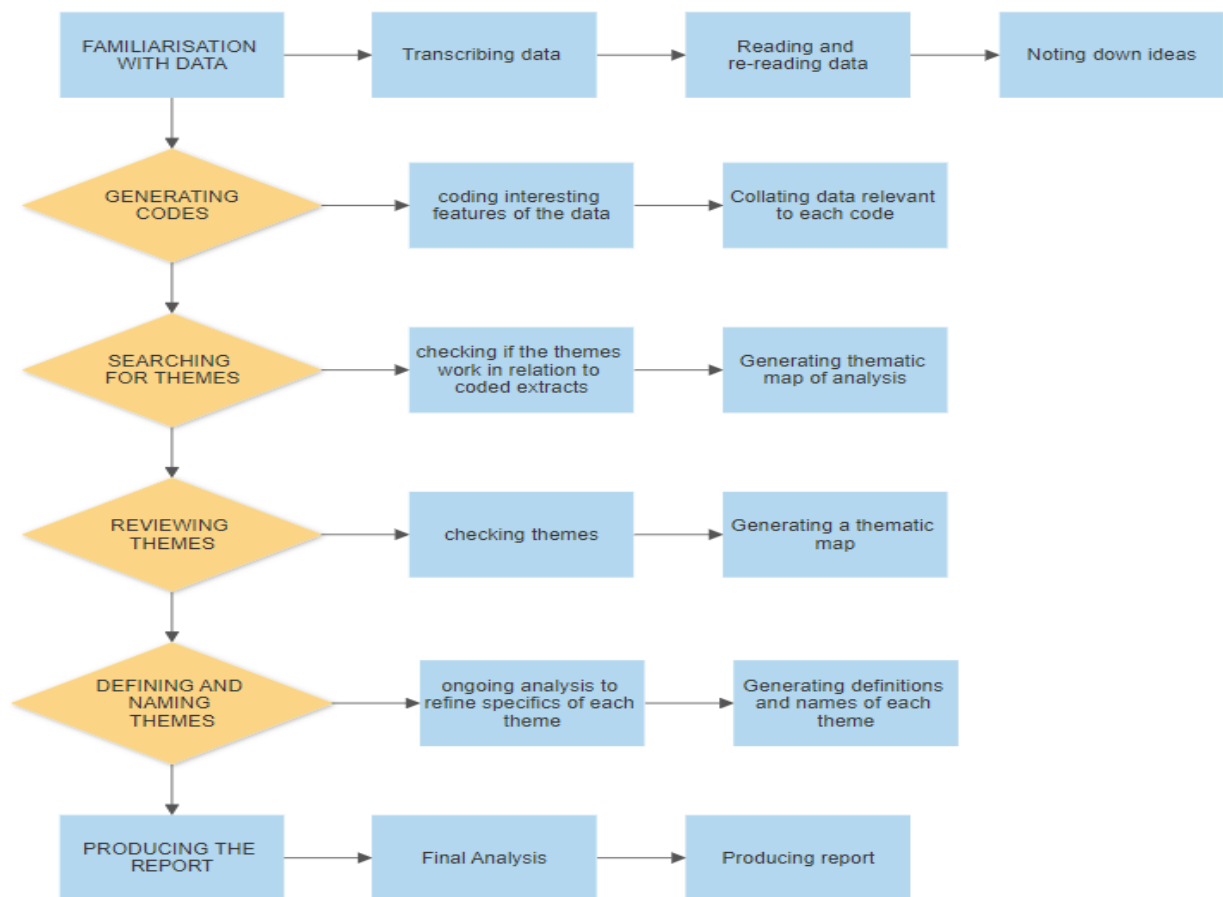 FAMILIARISATION
WITH DATA
Transcribing data
Reading and
re-reading data
Noting down ideas
GENERATING
CODES
coding interesting
features of the data
Collating data relevant
to each code
SEARCHING
FOR THEMES
checking if the themes
work in relation to
coded extracts
Generating thematic
map of analysis
REVIEWING
THEMES
checking themes
Generating a thematic
map
DEFINING AND
NAMING
THEMES
ongoing analysis to
refine specifics of each
theme
Generating definitions
and names of each
theme
PRODUCING THE
REPORT
Final Analysis
Producing report